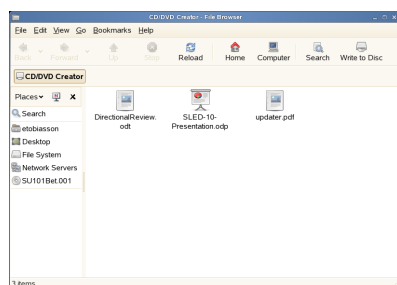 CD/DVD Creator - File Browser
File Edit View Go Bookmarks Help
Back Forward Up Stop Reload Home Computer Search Write to Disc
CD/DVD Creator
Places
Search
etobiasson
Desktop
File System
Network Servers
SU101Bet.001
DirectionalReview.
odt
SLED-10-
Presentation.odp
updater.pdf
3 items